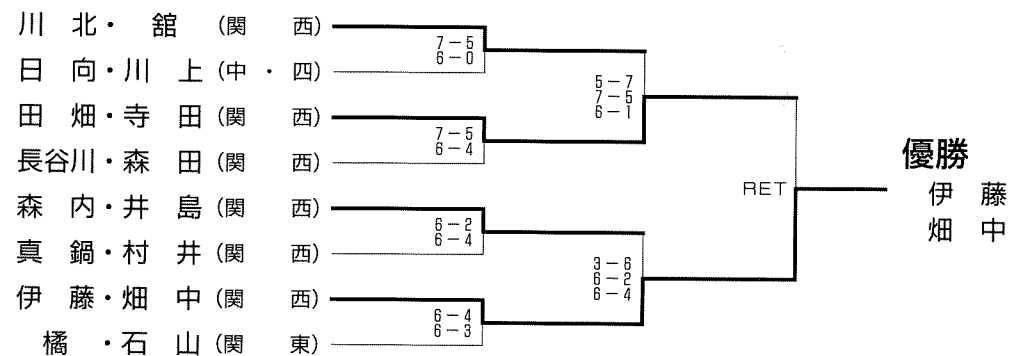 川北・舘（関西）
7－5
6－0
日向・川上（中・四）
5－7
7－5
6－1
田畑・寺田（関西）
7－5
6－4
長谷川・森田（関西）
優勝
RET
伊藤
畑中
森内・井島（関西）
6－2
6－4
真鍋・村井（関西）
3－6
6－2
6－4
伊藤・畑中（関西）
6－4
6－3
橘・石山（関東）